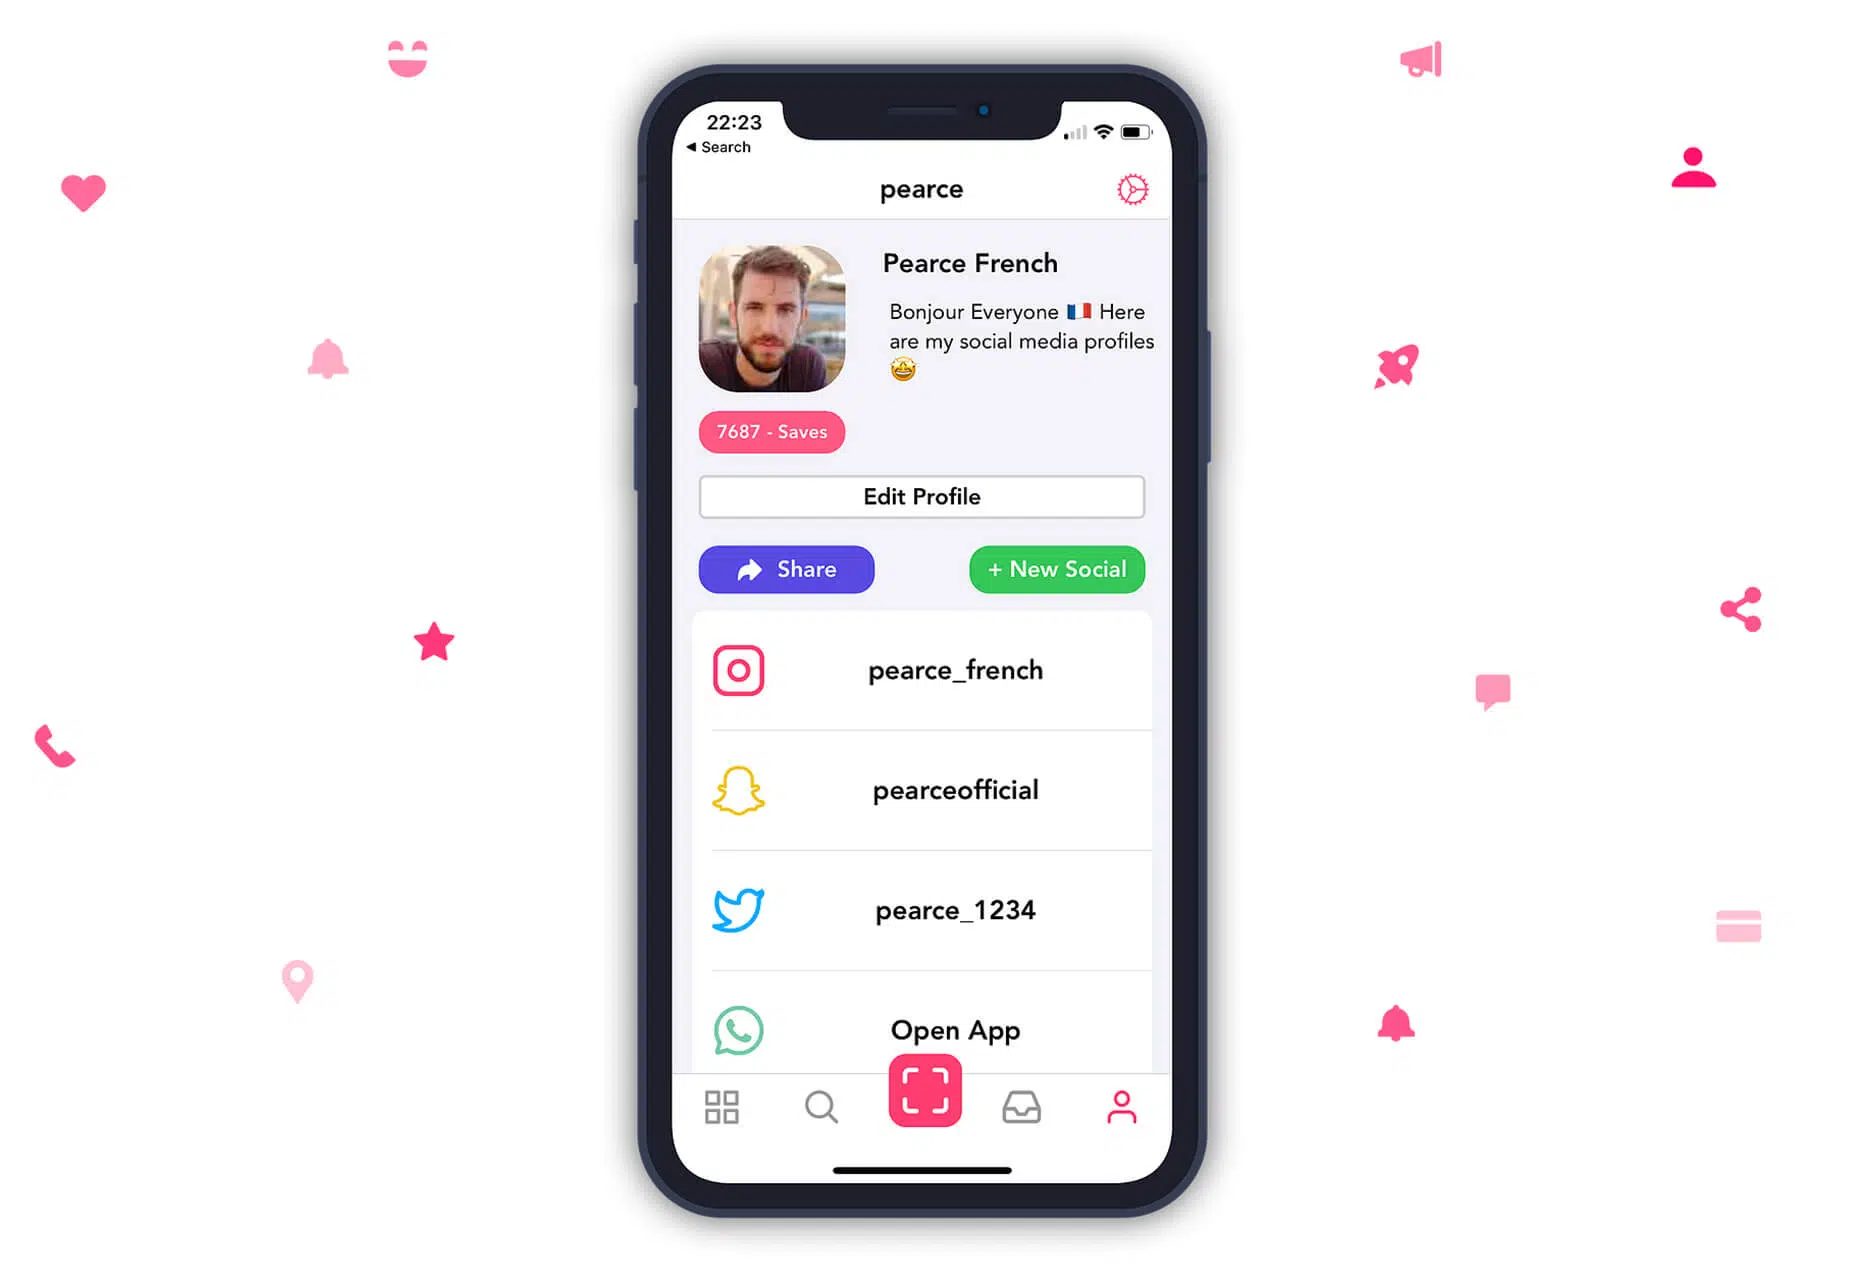 22:23
◀ Search
pearce
Pearce French
Bonjour Everyone 🇫🇷 Here
are my social media profiles
🤩
7687 - Saves
Edit Profile
Share
+ New Social
pearce_french
pearceofficial
pearce_1234
Open App